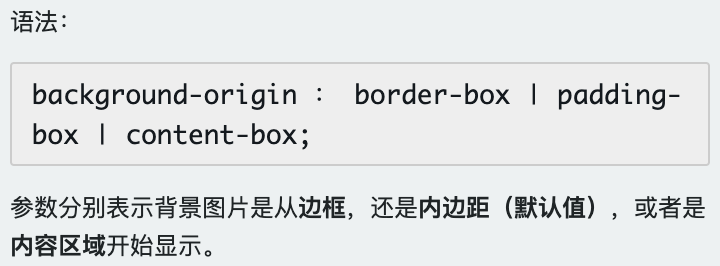 语法：
background-origin ： border-box | padding-
box | content-box;
参数分别表示背景图片是从边框，还是内边距（默认值），或者是
内容区域开始显示。